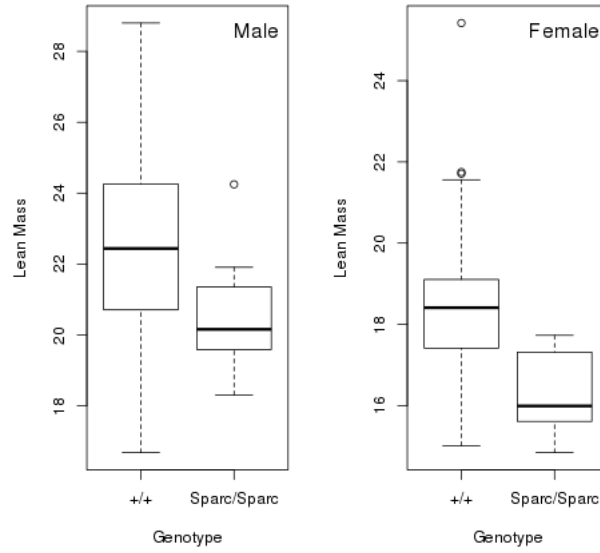 Male
Lean Mass
28
26
24
22
20
18
+/+
Sparc/Sparc
Genotype
Female
Lean Mass
24
22
20
18
16
+/+
Sparc/Sparc
Genotype